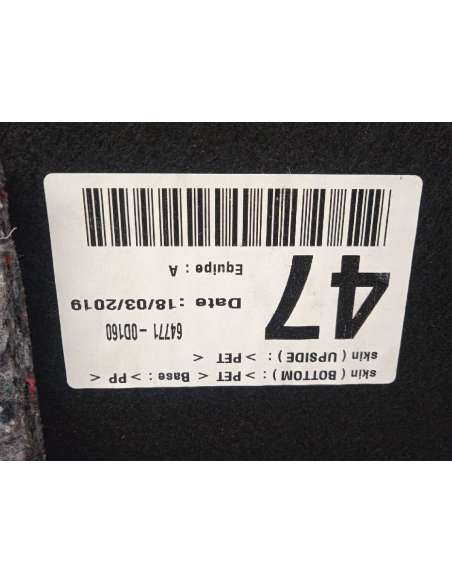 skin ( BOTTOM) : > PET < Base : > PP <
skin ( UPSIDE ) : > PET <
64771 - 0D160
47
Date : 18/03/2019
Equipe : A